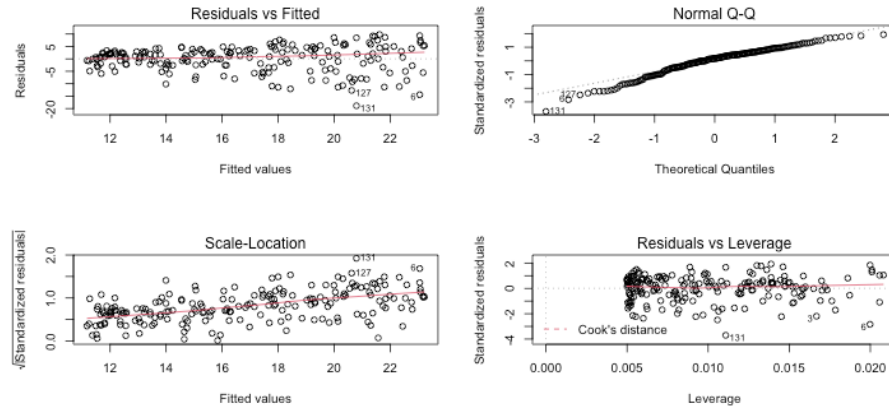 Residuals vs Fitted
Residuals
5
-5
-20
12 14 16 18 20 22
127
131
6
Fitted values
Normal Q-Q
Standardized residuals
1
-1
-3
-3 -2 -1 0 1 2
127
6
131
Theoretical Quantiles
Scale-Location
√|Standardized residuals|
2.0
1.0
0.0
12 14 16 18 20 22
131
127
6
Fitted values
Residuals vs Leverage
Standardized residuals
2
0
-2
-4
0.000 0.005 0.010 0.015 0.020
Cook's distance
131
3
6
Leverage